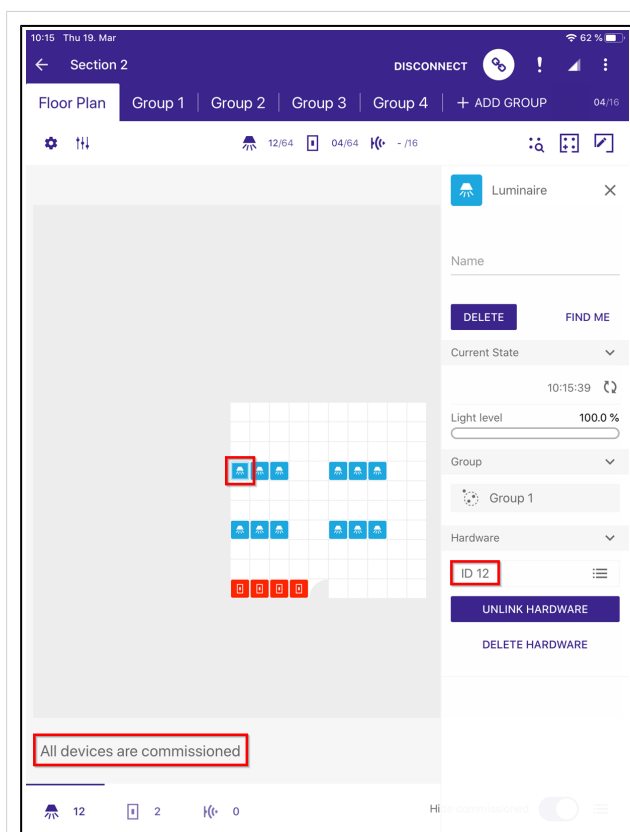 10:15 Thu 19. Mar 62 %
Section 2 DISCONNECT
Floor Plan Group 1 Group 2 Group 3 Group 4 + ADD GROUP 04/16
12/64 04/64 - /16
Luminaire
Name
DELETE FIND ME
Current State
10:15:39
Light level 100.0 %
Group
Group 1
Hardware
ID 12
UNLINK HARDWARE
DELETE HARDWARE
All devices are commissioned
12 2 0 Hide commissioned